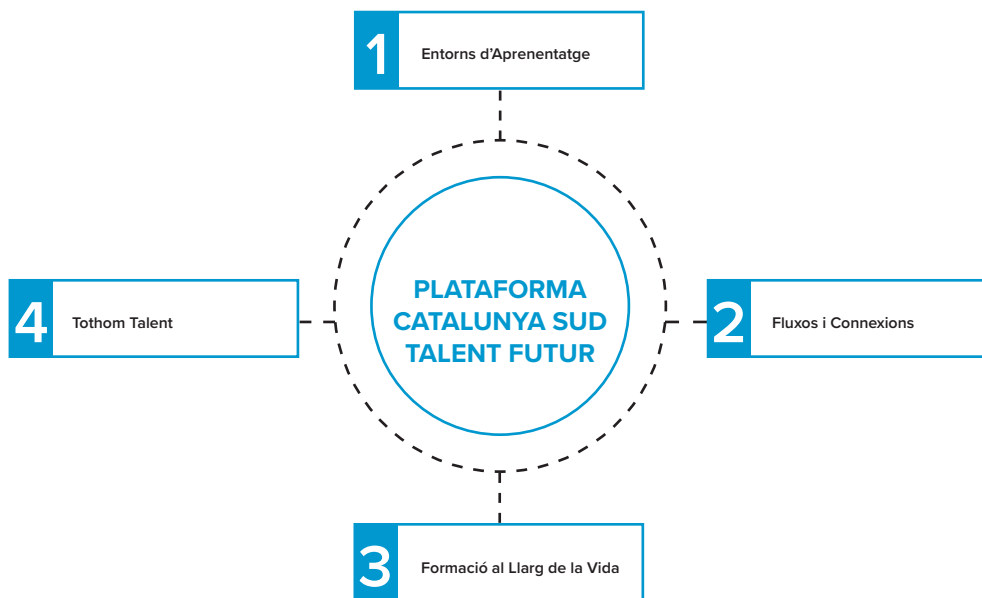 1 Entorns d’Aprenentatge
PLATAFORMA
CATALUNYA SUD
TALENT FUTUR
4 Tothom Talent
2 Fluxos i Connexions
3 Formació al Llarg de la Vida